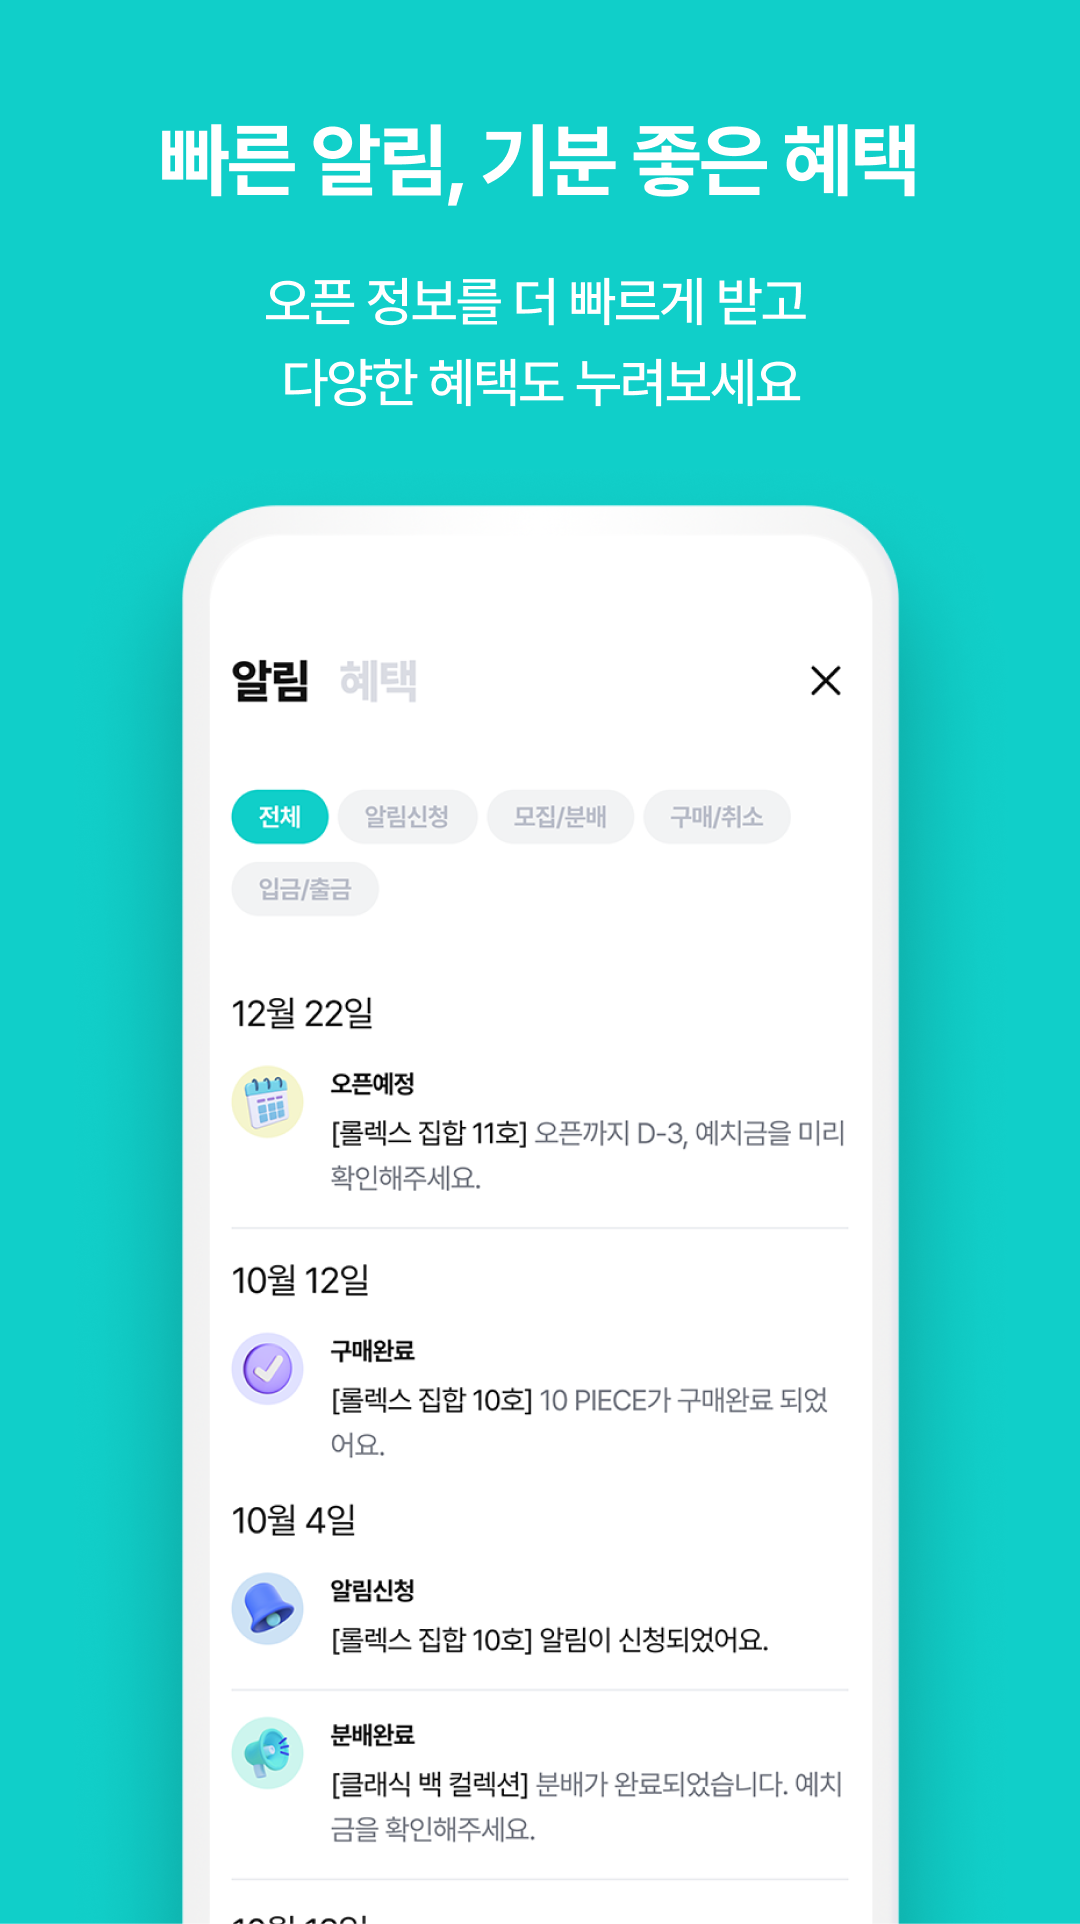 빠른 알림, 기분 좋은 혜택
오픈 정보를 더 빠르게 받고
다양한 혜택도 누려보세요
알림 혜택
전체 알림신청 모집/분배 구매/취소
입금/출금
12월 22일
오픈예정
[롤렉스 집합 11호] 오픈까지 D-3, 예치금을 미리
확인해주세요.
10월 12일
구매완료
[롤렉스 집합 10호] 10 PIECE가 구매완료 되었
어요.
10월 4일
알림신청
[롤렉스 집합 10호] 알림이 신청되었어요.
분배완료
[클래식 백 컬렉션] 분배가 완료되었습니다. 예치
금을 확인해주세요.